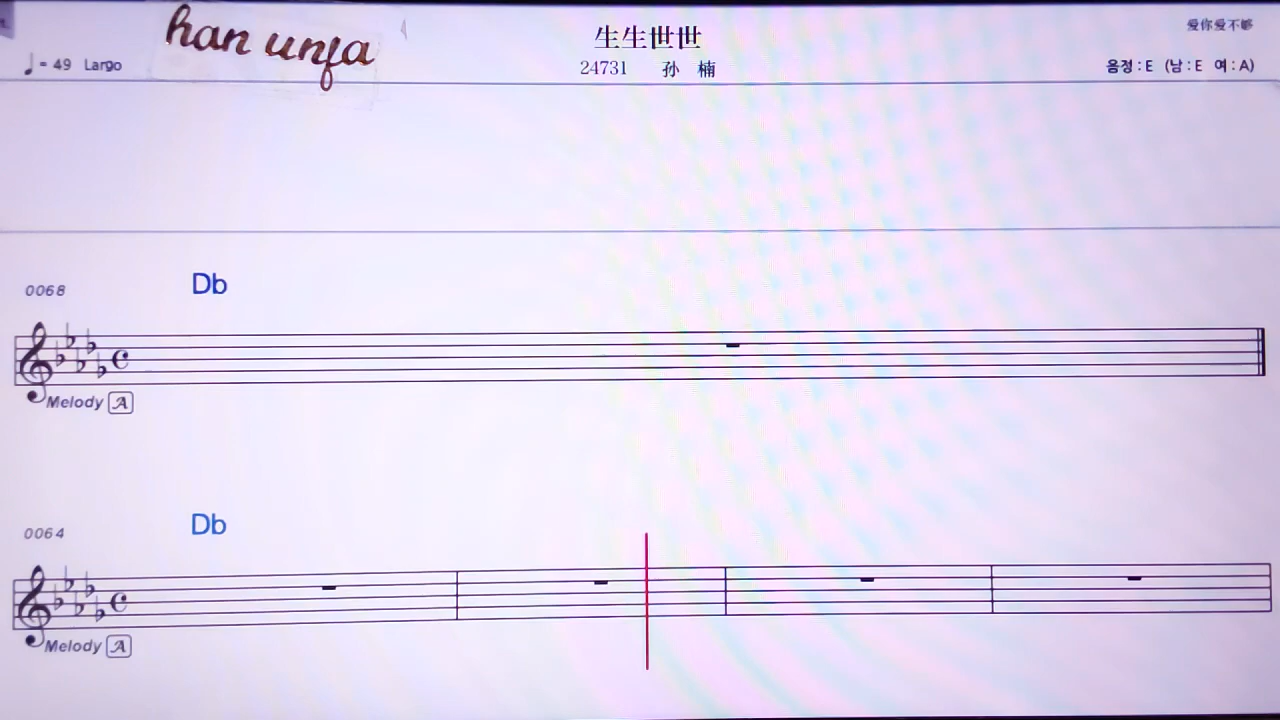 han unfa
生生世世
爱你爱不够
♩= 49 Largo
24731 孙 楠
음정:E (남:E 여:A)
0068 Db
Melody A
0064 Db
Melody A